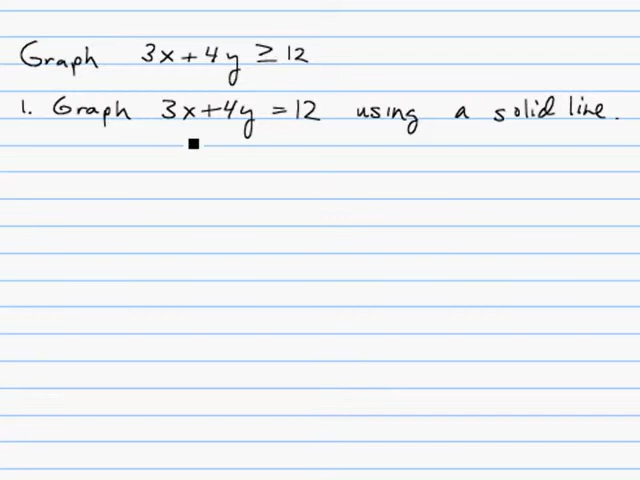 Graph 3x + 4y ≥ 12
1. Graph 3x + 4y = 12 using a solid line.